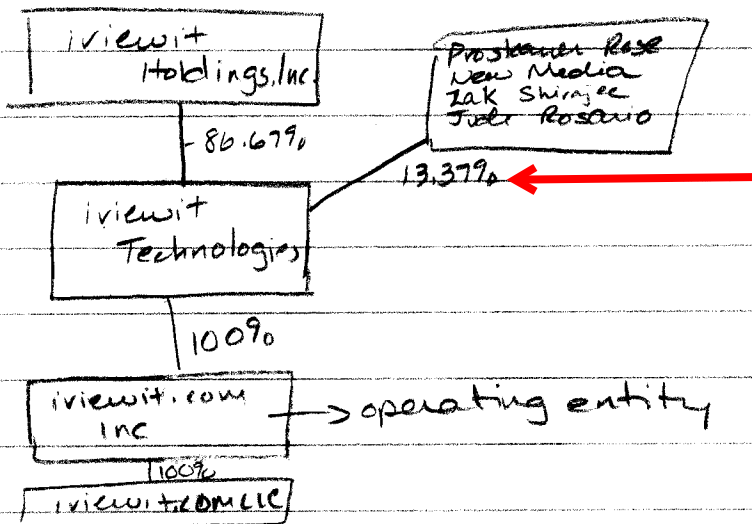 iviewit
Holdings, Inc.
Proskauer Rose
New Media
Zak Shirajee
Jude Rosario
86.67%
13.37%
iviewit
Technologies
100%
iviewit.com
Inc
operating entity
100%
iviewit.com LLC